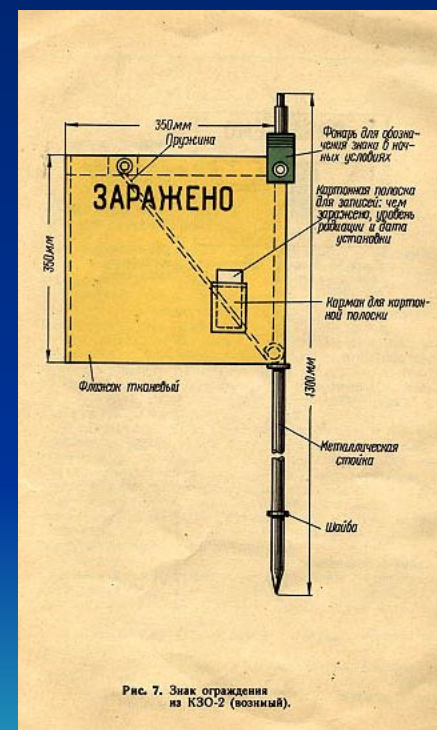 350мм
Пружина
Фонарь для обозна-
чения знака в ноч-
ных условиях
ЗАРАЖЕНО
Картонная полоска
для записей: чем
заражено, уровень
радиации и дата
установки
350мм
Карман для картон-
ной полоски
Флажок тканевый
1300мм
Металлическая
стойка
Шайба
Рис. 7. Знак ограждения
из КЗО-2 (возимый).